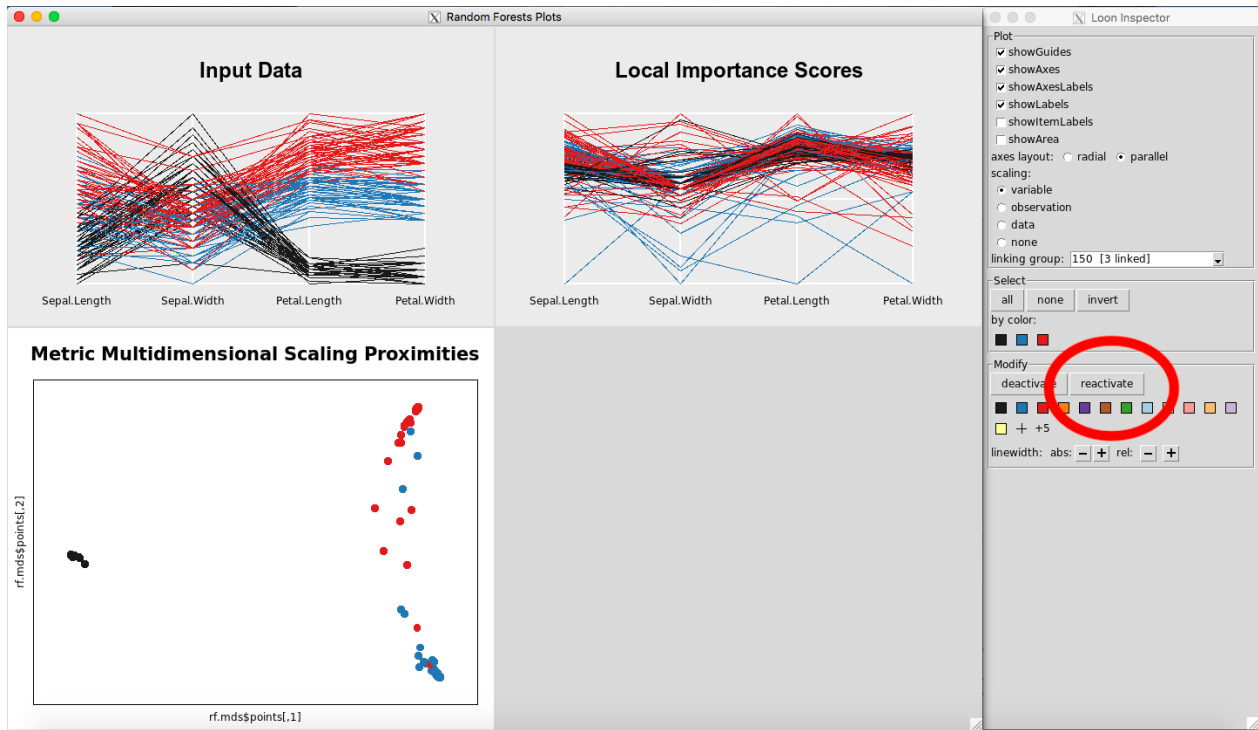 Random Forests Plots
Input Data
Sepal.Length Sepal.Width Petal.Length Petal.Width
Local Importance Scores
Sepal.Length Sepal.Width Petal.Length Petal.Width
Metric Multidimensional Scaling Proximities
rf.mds$points[,2]
rf.mds$points[,1]
Loon Inspector
Plot
showGuides
showAxes
showAxesLabels
showLabels
showItemLabels
showArea
axes layout: radial parallel
scaling:
variable
observation
data
none
linking group: 150 [3 linked]
Select
all none invert
by color:
Modify
deactivate reactivate
+5
linewidth: abs: − + rel: − +